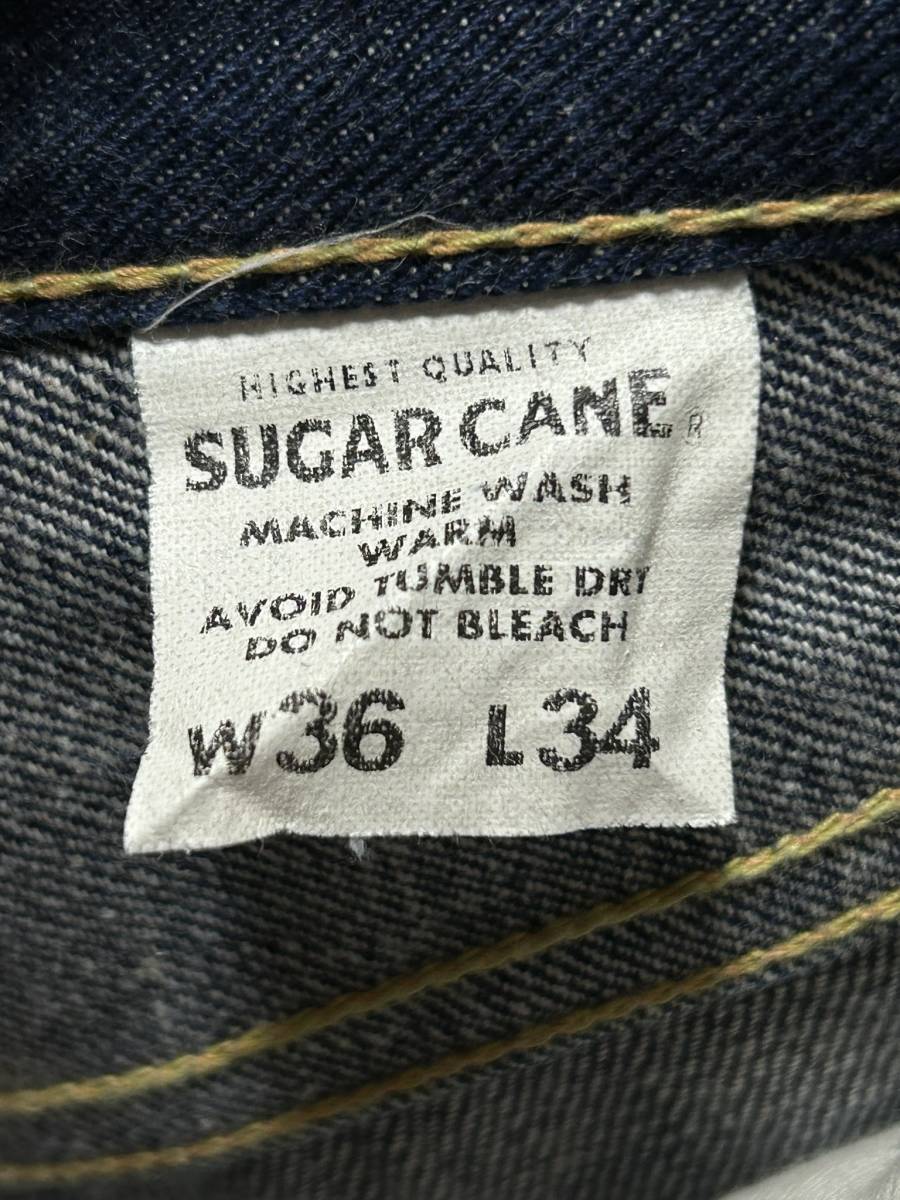 HIGHEST QUALITY
SUGAR CANE ®
MACHINE WASH
WARM
AVOID TUMBLE DRY
DO NOT BLEACH
W36 L34